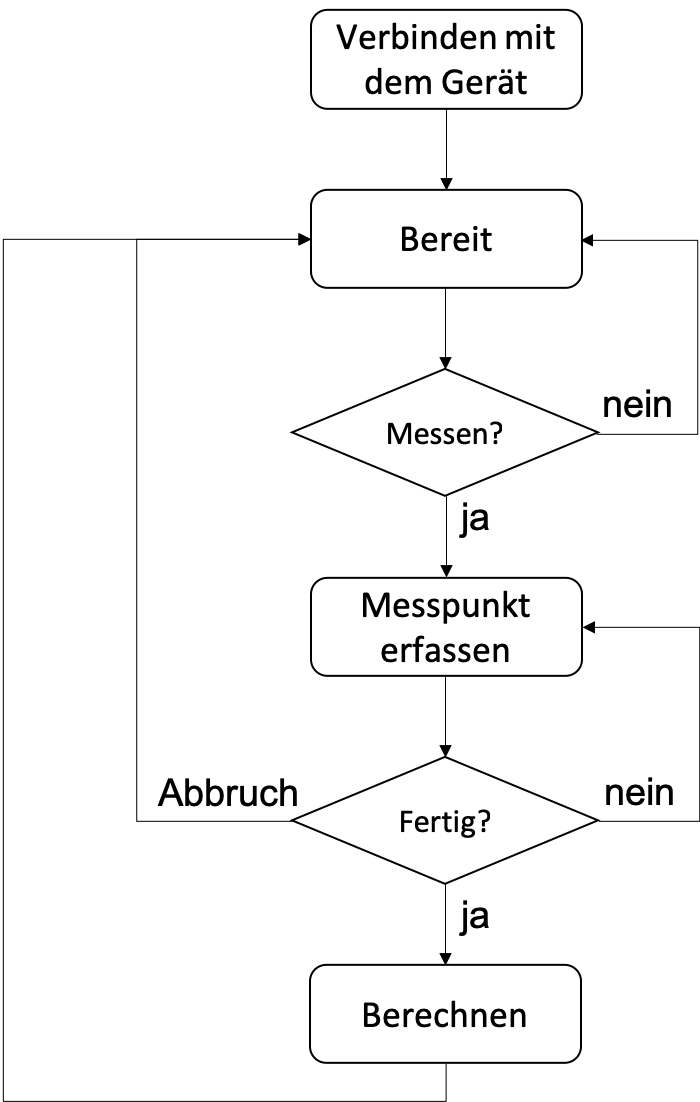 Verbinden mit
dem Gerät
Bereit
Messen?
nein
ja
Messpunkt
erfassen
Abbruch
Fertig?
nein
ja
Berechnen